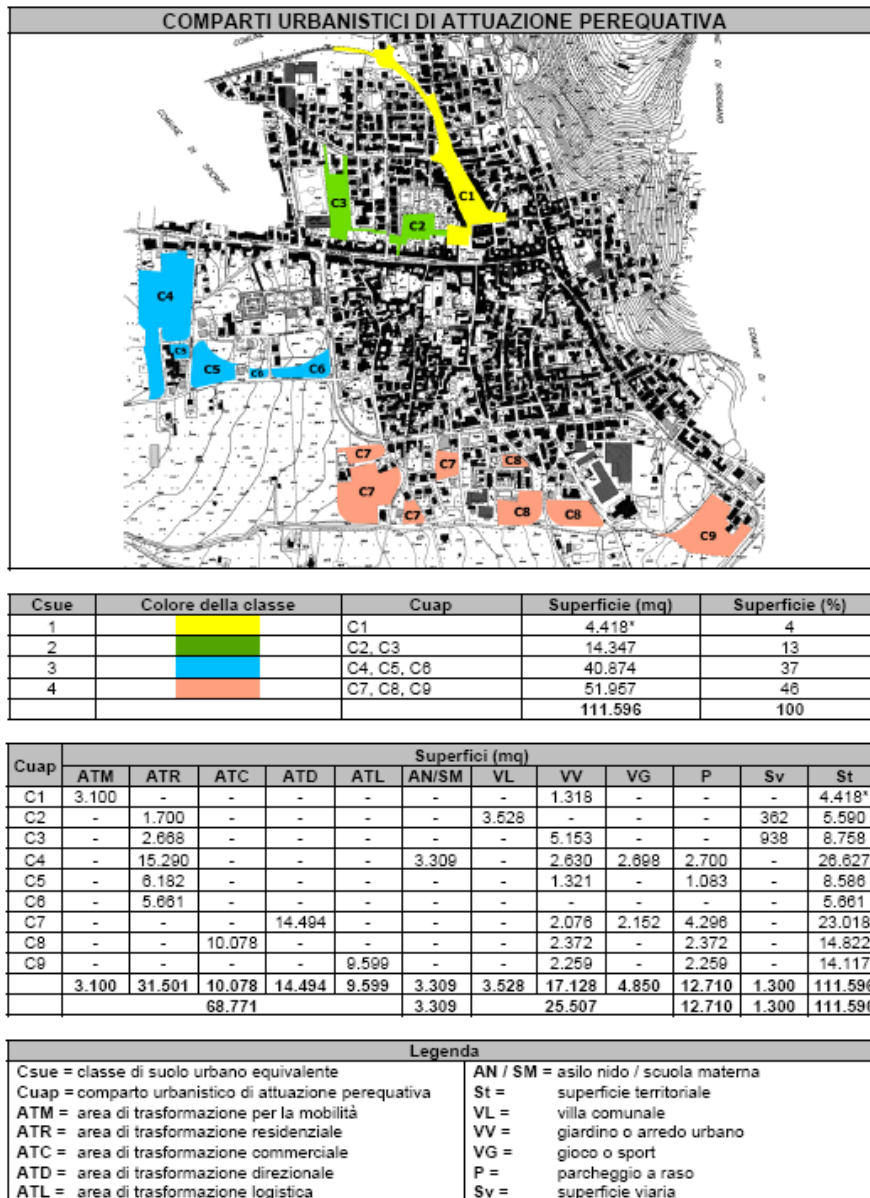 COMPARTI URBANISTICI DI ATTUAZIONE PEREQUATIVA
COMUNE
COMUNE DI SIRIGNANO
C1
C3
C2
C4
C5
C5
C6
C6
COMUNE DI
C7
C7
C7
C7
C8
C8
C8
C9
Csue Colore della classe Cuap Superficie (mq) Superficie (%)
1 C1 4.418* 4
2 C2, C3 14.347 13
3 C4, C5, C6 40.874 37
4 C7, C8, C9 51.957 46
111.596 100
Cuap Superfici (mq)
ATM ATR ATC ATD ATL AN/SM VL VV VG P Sv St
C1 3.100 - - - - - - 1.318 - - - 4.418*
C2 - 1.700 - - - - 3.528 - - - 362 5.590
C3 - 2.668 - - - - - 5.153 - - 938 8.758
C4 - 15.290 - - - 3.309 - 2.630 2.698 2.700 - 26.627
C5 - 6.182 - - - - - 1.321 - 1.083 - 8.586
C6 - 5.661 - - - - - - - - - 5.661
C7 - - - 14.494 - - - 2.076 2.152 4.296 - 23.018
C8 - - 10.078 - - - - 2.372 - 2.372 - 14.822
C9 - - - - 9.599 - - 2.259 - 2.259 - 14.117
3.100 31.501 10.078 14.494 9.599 3.309 3.528 17.128 4.850 12.710 1.300 111.596
68.771 3.309 25.507 12.710 1.300 111.596
Legenda
Csue = classe di suolo urbano equivalente
Cuap = comparto urbanistico di attuazione perequativa
ATM = area di trasformazione per la mobilità
ATR = area di trasformazione residenziale
ATC = area di trasformazione commerciale
ATD = area di trasformazione direzionale
ATL = area di trasformazione logistica
AN / SM = asilo nido / scuola materna
St = superficie territoriale
VL = villa comunale
VV = giardino o arredo urbano
VG = gioco o sport
P = parcheggio a raso
Sv = superficie viaria